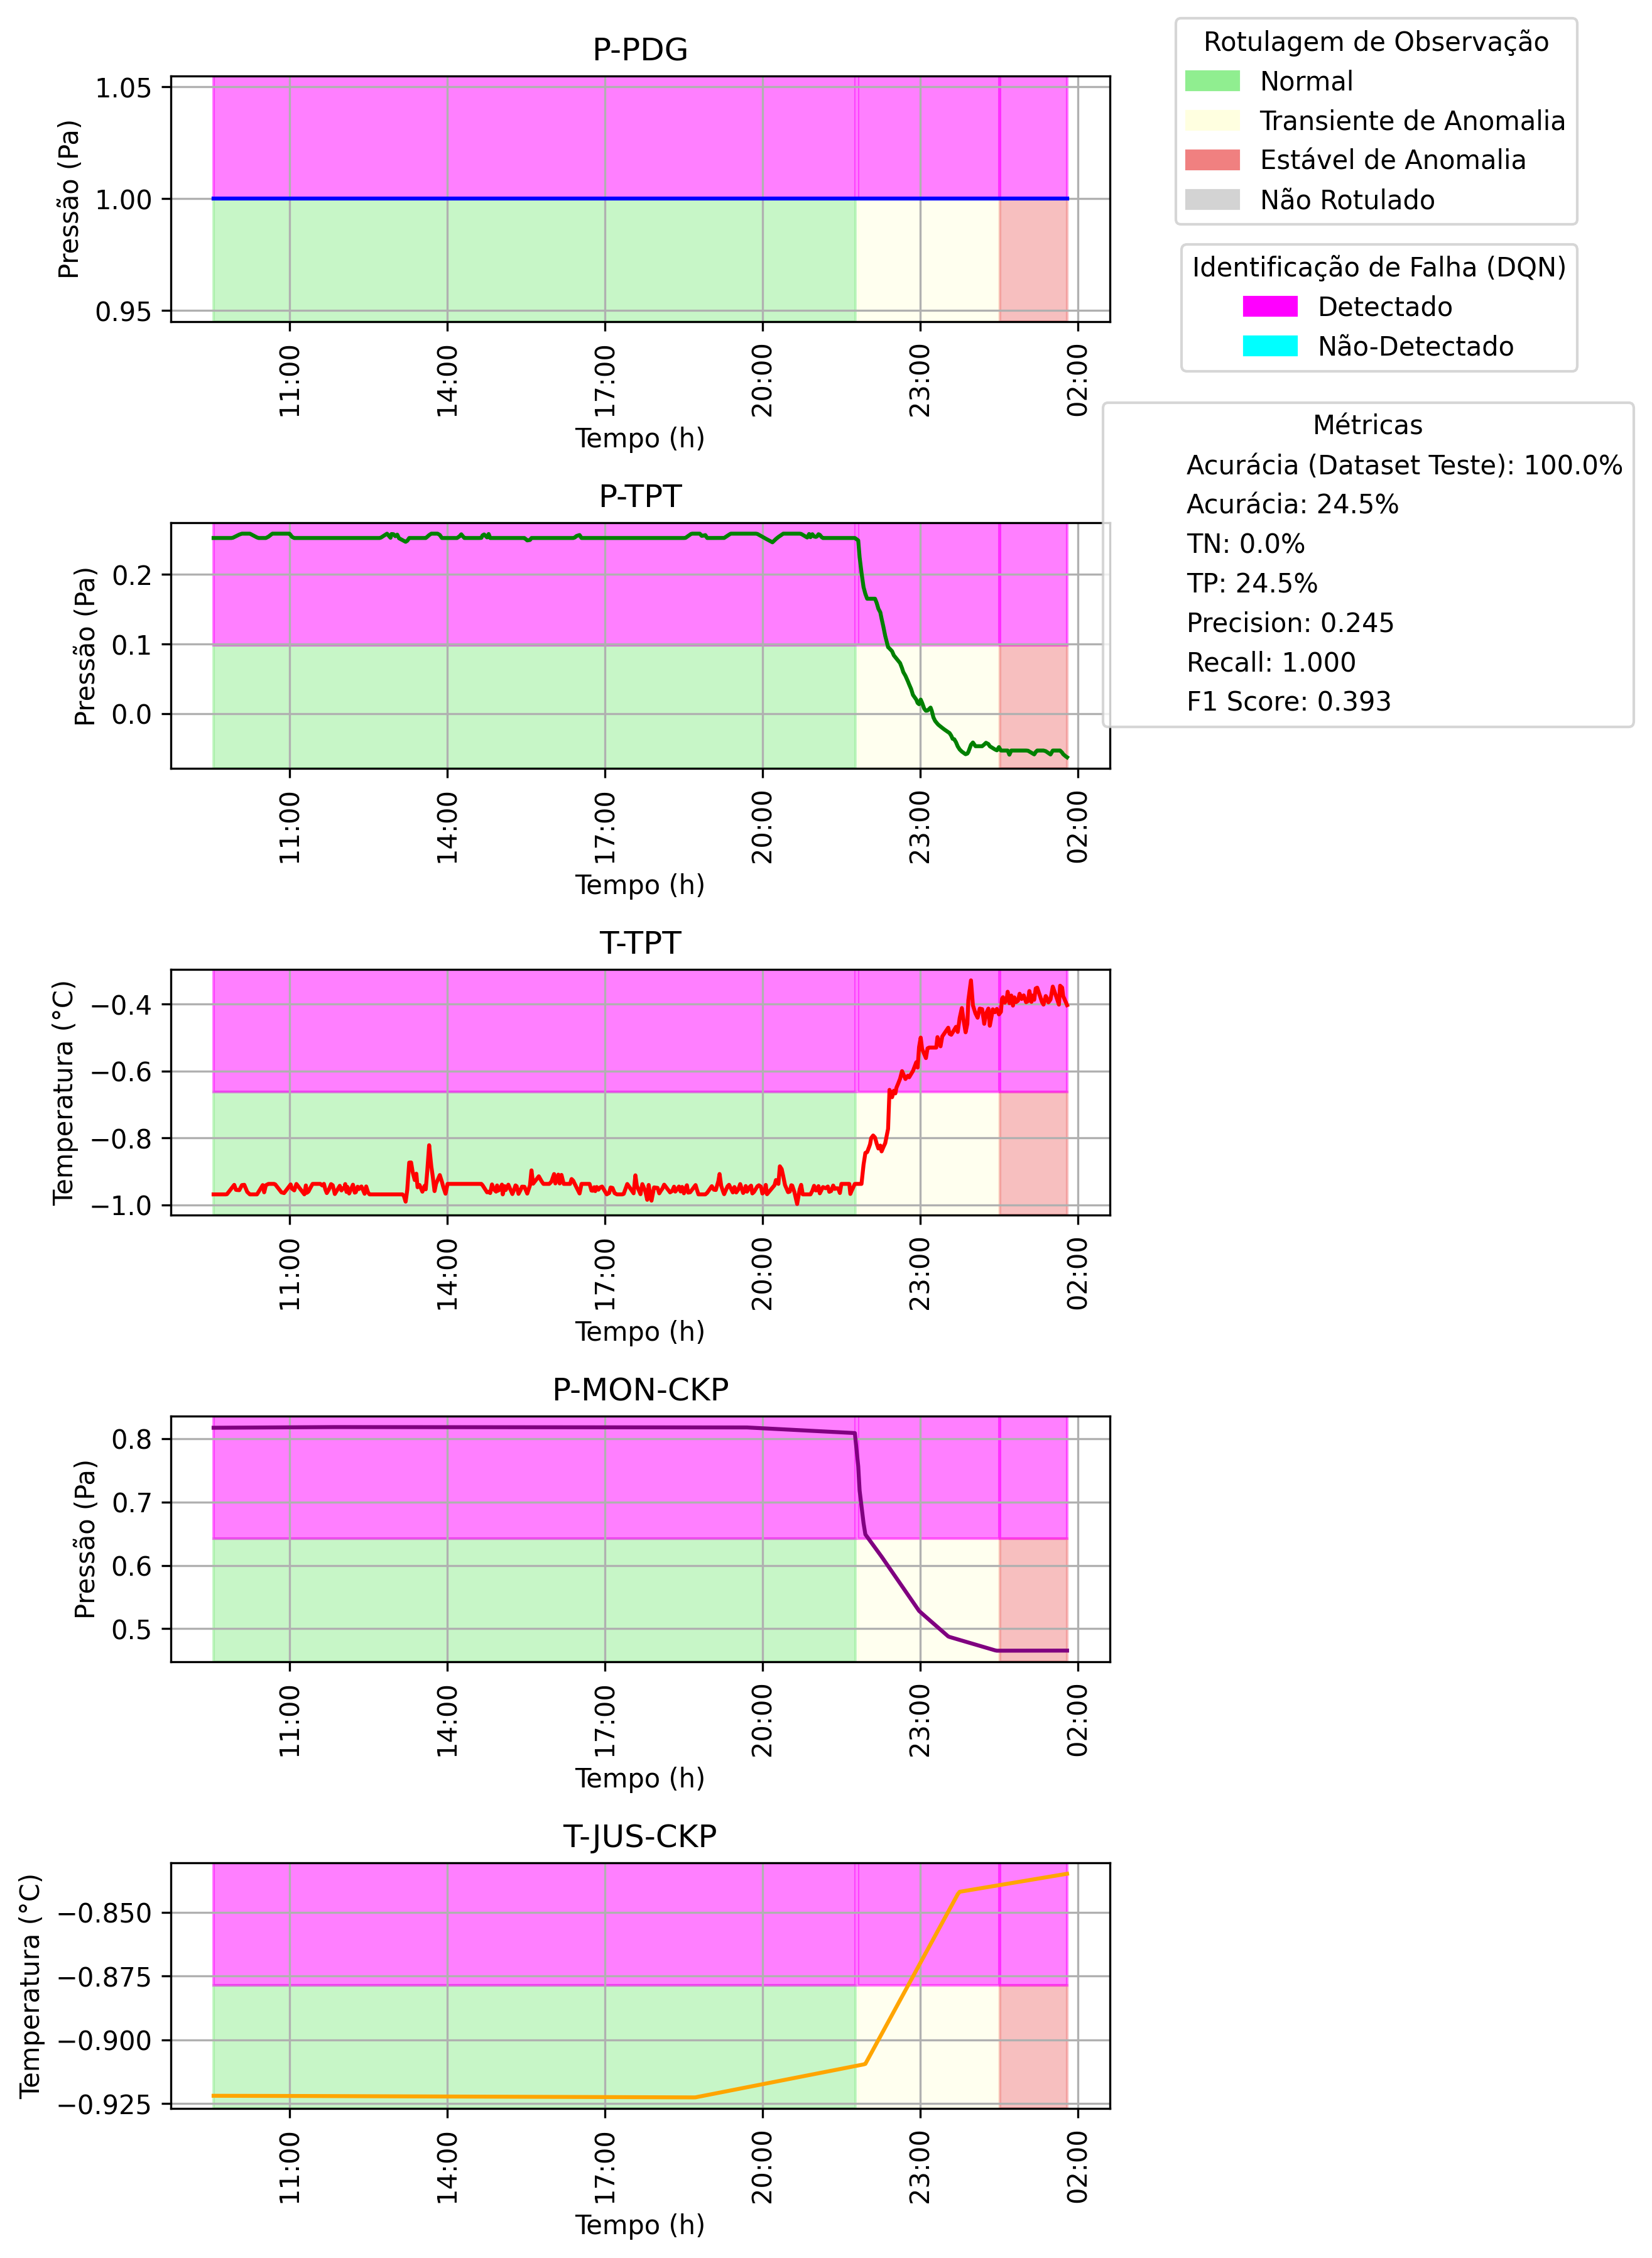 P-PDG
Pressão (Pa)
1.05
1.00
0.95
11:00
14:00
17:00
20:00
23:00
02:00
Tempo (h)
Rotulagem de Observação
Normal
Transiente de Anomalia
Estável de Anomalia
Não Rotulado
Identificação de Falha (DQN)
Detectado
Não-Detectado
Métricas
Acurácia (Dataset Teste): 100.0%
Acurácia: 24.5%
TN: 0.0%
TP: 24.5%
Precision: 0.245
Recall: 1.000
F1 Score: 0.393
P-TPT
Pressão (Pa)
0.2
0.1
0.0
11:00
14:00
17:00
20:00
23:00
02:00
Tempo (h)
T-TPT
Temperatura (°C)
−0.4
−0.6
−0.8
−1.0
11:00
14:00
17:00
20:00
23:00
02:00
Tempo (h)
P-MON-CKP
Pressão (Pa)
0.8
0.7
0.6
0.5
11:00
14:00
17:00
20:00
23:00
02:00
Tempo (h)
T-JUS-CKP
Temperatura (°C)
−0.850
−0.875
−0.900
−0.925
11:00
14:00
17:00
20:00
23:00
02:00
Tempo (h)